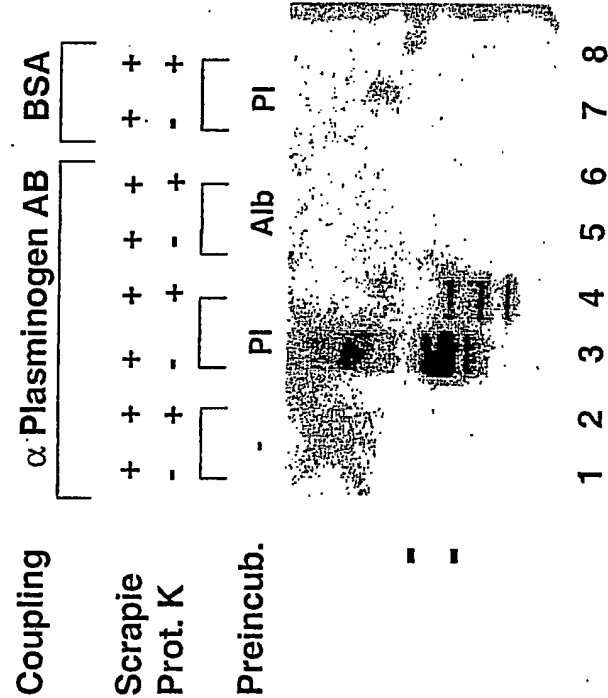 Coupling α Plasminogen AB BSA
Scrapie + + + + + + + +
Prot. K - + - + - + - +
Preincub. - Pl Alb Pl
1 2 3 4 5 6 7 8